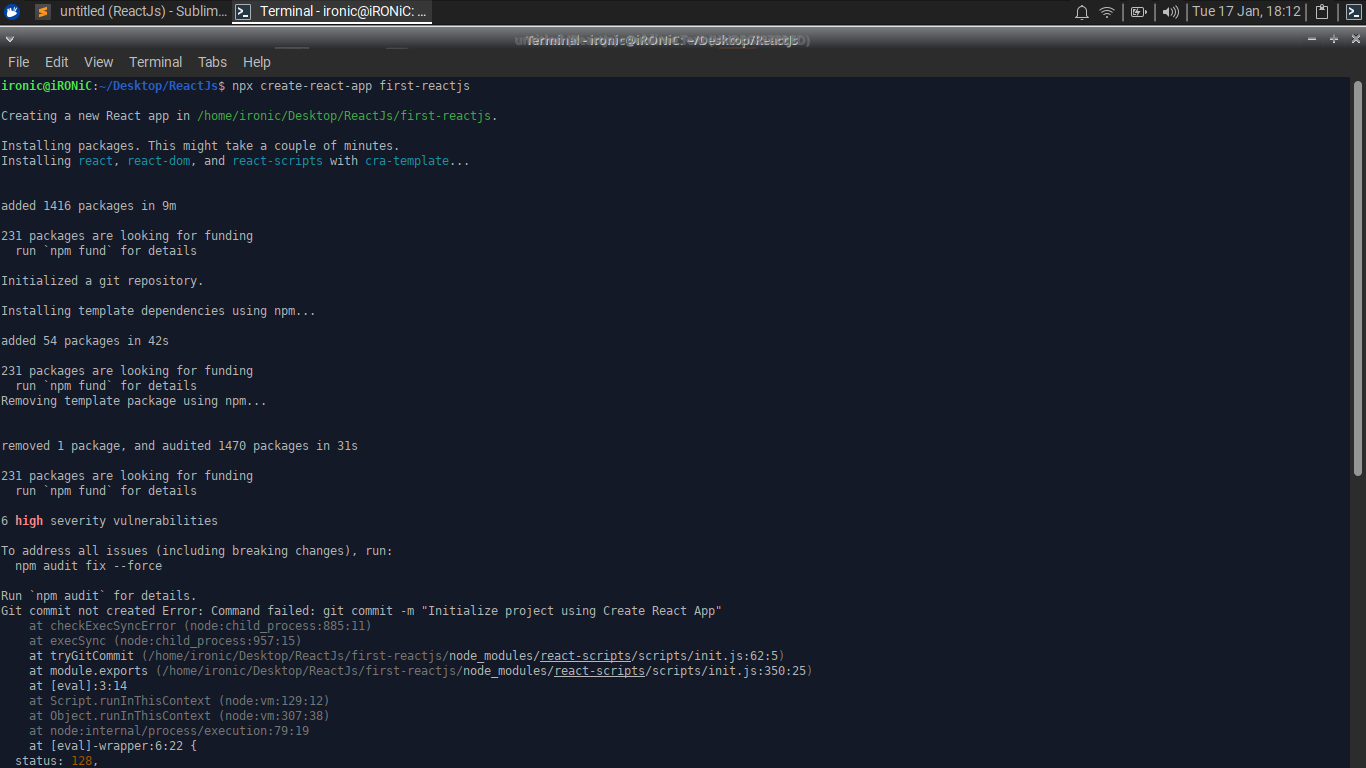 untitled (ReactJs) - Sublim...
Terminal - ironic@iRONiC: ...
Tue 17 Jan, 18:12
Terminal - ironic@iRONiC: ~/Desktop/ReactJs
File Edit View Terminal Tabs Help
ironic@iRONiC:~/Desktop/ReactJs$ npx create-react-app first-reactjs
Creating a new React app in /home/ironic/Desktop/ReactJs/first-reactjs.
Installing packages. This might take a couple of minutes.
Installing react, react-dom, and react-scripts with cra-template...
added 1416 packages in 9m
231 packages are looking for funding
  run `npm fund` for details
Initialized a git repository.
Installing template dependencies using npm...
added 54 packages in 42s
231 packages are looking for funding
  run `npm fund` for details
Removing template package using npm...
removed 1 package, and audited 1470 packages in 31s
231 packages are looking for funding
  run `npm fund` for details
6 high severity vulnerabilities
To address all issues (including breaking changes), run:
  npm audit fix --force
Run `npm audit` for details.
Git commit not created Error: Command failed: git commit -m "Initialize project using Create React App"
    at checkExecSyncError (node:child_process:885:11)
    at execSync (node:child_process:957:15)
    at tryGitCommit (/home/ironic/Desktop/ReactJs/first-reactjs/node_modules/react-scripts/scripts/init.js:62:5)
    at module.exports (/home/ironic/Desktop/ReactJs/first-reactjs/node_modules/react-scripts/scripts/init.js:350:25)
    at [eval]:3:14
    at Script.runInThisContext (node:vm:129:12)
    at Object.runInThisContext (node:vm:307:38)
    at node:internal/process/execution:79:19
    at [eval]-wrapper:6:22 {
  status: 128,